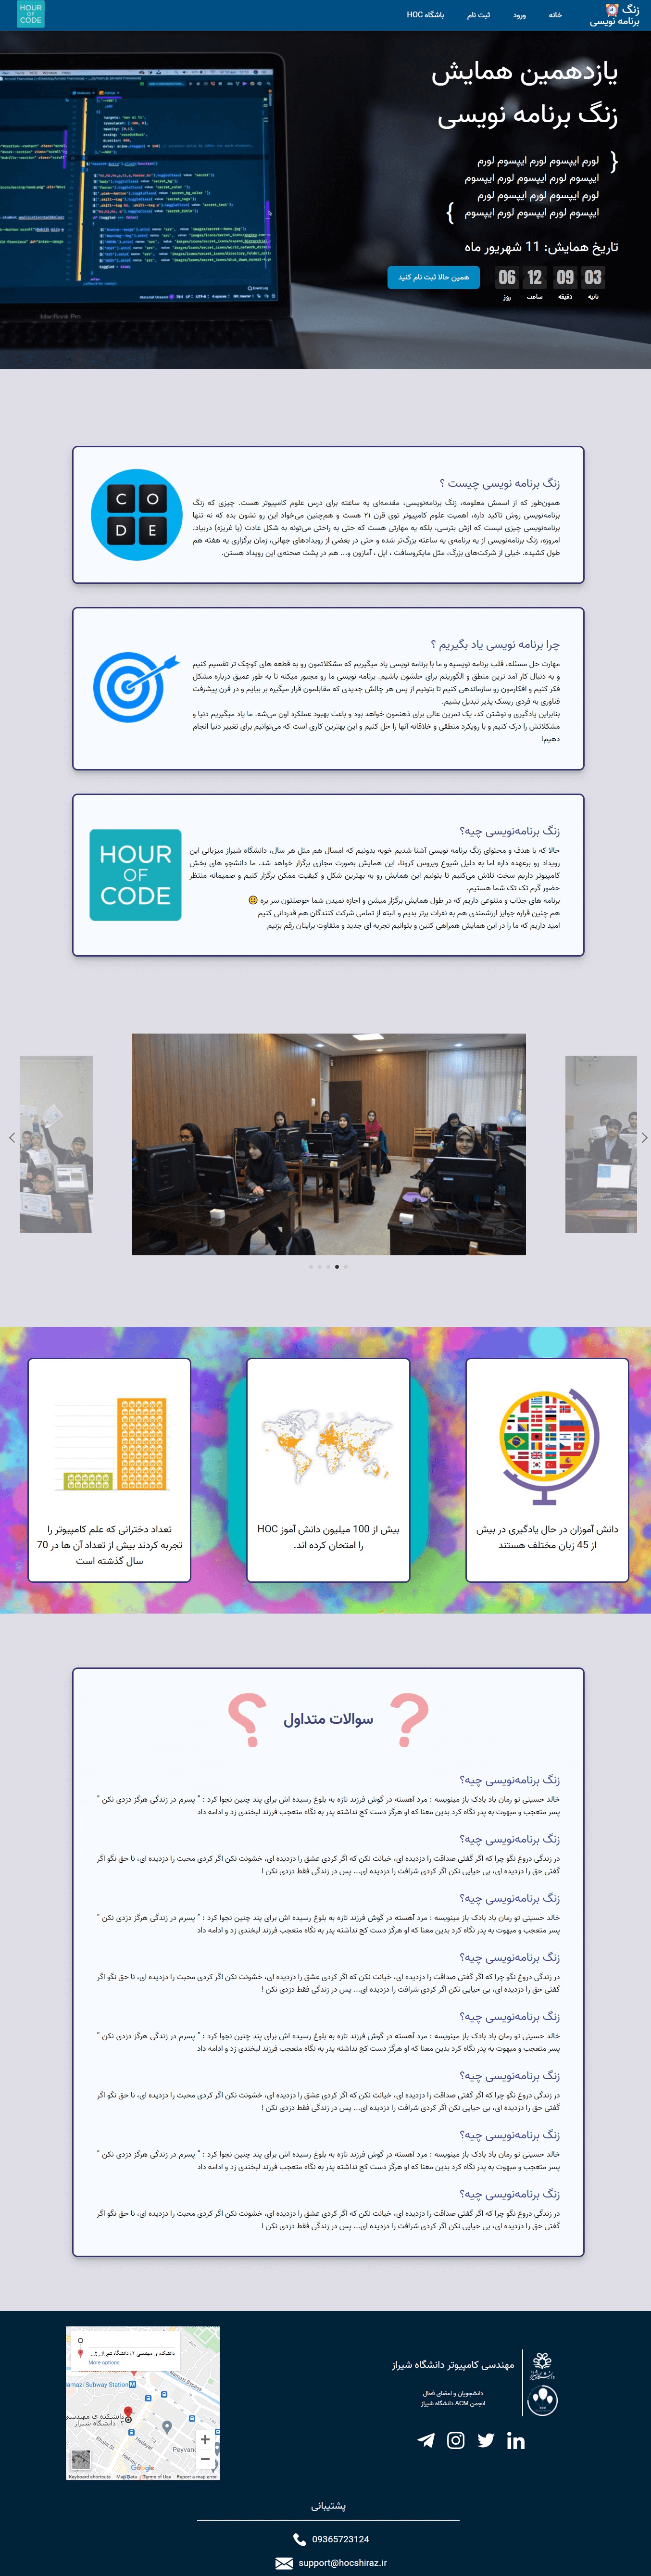 زنگ
برنامه نویسی
خانه
ورود
ثبت نام
باشگاه HOC
HOUR
OF
CODE
یازدهمین همایش
زنگ برنامه نویسی
{ لورم ایپسوم لورم ایپسوم لورم
ایپسوم لورم ایپسوم لورم ایپسوم
لورم ایپسوم لورم ایپسوم لورم
ایپسوم لورم ایپسوم لورم ایپسوم }
تاریخ همایش: 11 شهریور ماه
03 09 12 06
ثانیه دقیقه ساعت روز
همین حالا ثبت نام کنید
MacBook Pro
زنگ برنامه نویسی چیست ؟
همون‌طور که از اسمش معلومه، زنگ برنامه‌نویسی، مقدمه‌ای یه ساعته برای درس علوم کامپیوتر هست. چیزی که زنگ
برنامه‌نویسی روش تاکید داره، اهمیت علوم کامپیوتر توی قرن ۲۱ هست و هم‌چنین می‌خواد این رو نشون بده که نه تنها
برنامه‌نویسی چیزی نیست که ازش بترسی، بلکه یه مهارتی هست که حتی به راحتی می‌تونه به شکل عادت (یا غریزه) دربیاد.
امروزه، زنگ برنامه‌نویسی از یه برنامه‌ی یه ساعته بزرگ‌تر شده و حتی در بعضی از رویدادهای جهانی، زمان برگزاری یه هفته هم
طول کشیده. خیلی از شرکت‌های بزرگ، مثل مایکروسافت ، اپل ، آمازون و... هم در پشت صحنه‌ی این رویداد هستن.
C O
D E
چرا برنامه نویسی یاد بگیریم ؟
مهارت حل مسئله، قلب برنامه نویسیه و ما با برنامه نویسی یاد میگیریم که مشکلاتمون رو به قطعه های کوچک تر تقسیم کنیم
و به دنبال کار آمد ترین منطق و الگوریتم برای حلشون باشیم. برنامه نویسی ما رو مجبور میکنه تا به طور عمیق درباره مشکل
فکر کنیم و افکارمون رو سازماندهی کنیم تا بتونیم از پس هر چالش جدیدی که مقابلمون قرار میگیره بر بیایم و در قرن پیشرفت
فناوری به فردی ریسک پذیر تبدیل بشیم.
بنابراین یادگیری و نوشتن کد، یک تمرین عالی برای ذهنمون خواهد بود و باعث بهبود عملکرد اون می‌شه. ما یاد میگیریم دنیا و
مشکلاتش را درک کنیم و با رویکرد منطقی و خلاقانه آنها را حل کنیم و این بهترین کاری است که می‌توانیم برای تغییر دنیا انجام
دهیم!
زنگ برنامه‌نویسی چیه؟
حالا که با هدف و محتوای زنگ برنامه نویسی آشنا شدیم خوبه بدونیم که امسال هم مثل هر سال، دانشگاه شیراز میزبانی این
رویداد رو برعهده داره اما به دلیل شیوع ویروس کرونا، این همایش بصورت مجازی برگزار خواهد شد. ما دانشجو های بخش
کامپیوتر داریم سخت تلاش می‌کنیم تا بتونیم این همایش رو به بهترین شکل و کیفیت ممکن برگزار کنیم و صمیمانه منتظر
حضور گرم تک تک شما هستیم.
برنامه های جذاب و متنوعی داریم که در طول همایش برگزار میشن و اجازه نمیدن شما حوصلتون سر بره 😉
هم چنین قراره جوایز ارزشمندی هم به نفرات برتر بدیم و البته از تمامی شرکت کنندگان هم قدردانی کنیم
امید داریم که ما را در این همایش همراهی کنین و بتوانیم تجربه ای جدید و متفاوت برایتان رقم بزنیم
HOUR
OF
CODE
دانش آموزان در حال یادگیری در بیش
از 45 زبان مختلف هستند
بیش از 100 میلیون دانش آموز HOC
را امتحان کرده اند.
تعداد دخترانی که علم کامپیوتر را
تجربه کردند بیش از تعداد آن ها در 70
سال گذشته است
؟ سوالات متداول ?
زنگ برنامه‌نویسی چیه؟
خالد حسینی تو رمان باد بادک باز مینویسه : مرد آهسته در گوش فرزند تازه به بلوغ رسیده اش برای پند چنین نجوا کرد : " پسرم در زندگی هرگز دزدی نکن "
پسر متعجب و مبهوت به پدر نگاه کرد بدین معنا که او هرگز دست کج نداشته پدر به نگاه متعجب فرزند لبخندی زد و ادامه داد
زنگ برنامه‌نویسی چیه؟
در زندگی دروغ نگو چرا که اگر گفتی صداقت را دزدیده ای، خیانت نکن که اگر کردی عشق را دزدیده ای، خشونت نکن اگر کردی محبت را دزدیده ای، نا حق نگو اگر
گفتی حق را دزدیده ای، بی حیایی نکن اگر کردی شرافت را دزدیده ای... پس در زندگی فقط دزدی نکن !
زنگ برنامه‌نویسی چیه؟
خالد حسینی تو رمان باد بادک باز مینویسه : مرد آهسته در گوش فرزند تازه به بلوغ رسیده اش برای پند چنین نجوا کرد : " پسرم در زندگی هرگز دزدی نکن "
پسر متعجب و مبهوت به پدر نگاه کرد بدین معنا که او هرگز دست کج نداشته پدر به نگاه متعجب فرزند لبخندی زد و ادامه داد
زنگ برنامه‌نویسی چیه؟
در زندگی دروغ نگو چرا که اگر گفتی صداقت را دزدیده ای، خیانت نکن که اگر کردی عشق را دزدیده ای، خشونت نکن اگر کردی محبت را دزدیده ای، نا حق نگو اگر
گفتی حق را دزدیده ای، بی حیایی نکن اگر کردی شرافت را دزدیده ای... پس در زندگی فقط دزدی نکن !
زنگ برنامه‌نویسی چیه؟
خالد حسینی تو رمان باد بادک باز مینویسه : مرد آهسته در گوش فرزند تازه به بلوغ رسیده اش برای پند چنین نجوا کرد : " پسرم در زندگی هرگز دزدی نکن "
پسر متعجب و مبهوت به پدر نگاه کرد بدین معنا که او هرگز دست کج نداشته پدر به نگاه متعجب فرزند لبخندی زد و ادامه داد
زنگ برنامه‌نویسی چیه؟
در زندگی دروغ نگو چرا که اگر گفتی صداقت را دزدیده ای، خیانت نکن که اگر کردی عشق را دزدیده ای، خشونت نکن اگر کردی محبت را دزدیده ای، نا حق نگو اگر
گفتی حق را دزدیده ای، بی حیایی نکن اگر کردی شرافت را دزدیده ای... پس در زندگی فقط دزدی نکن !
زنگ برنامه‌نویسی چیه؟
خالد حسینی تو رمان باد بادک باز مینویسه : مرد آهسته در گوش فرزند تازه به بلوغ رسیده اش برای پند چنین نجوا کرد : " پسرم در زندگی هرگز دزدی نکن "
پسر متعجب و مبهوت به پدر نگاه کرد بدین معنا که او هرگز دست کج نداشته پدر به نگاه متعجب فرزند لبخندی زد و ادامه داد
زنگ برنامه‌نویسی چیه؟
در زندگی دروغ نگو چرا که اگر گفتی صداقت را دزدیده ای، خیانت نکن که اگر کردی عشق را دزدیده ای، خشونت نکن اگر کردی محبت را دزدیده ای، نا حق نگو اگر
گفتی حق را دزدیده ای، بی حیایی نکن اگر کردی شرافت را دزدیده ای... پس در زندگی فقط دزدی نکن !
مهندسی کامپیوتر دانشگاه شیراز
دانشجویان و اعضای فعال
انجمن ACM دانشگاه شیراز
دانشکده ی مهندسی ۲، دانشگاه شیراز
More options
Namazi Subway Station
دانشکده ی مهندسی
۲، دانشگاه شیراز
Hedayat
Peyvand
Google
Keyboard shortcuts Map Data Terms of Use Report a map error
پشتیبانی
09365723124
support@hocshiraz.ir